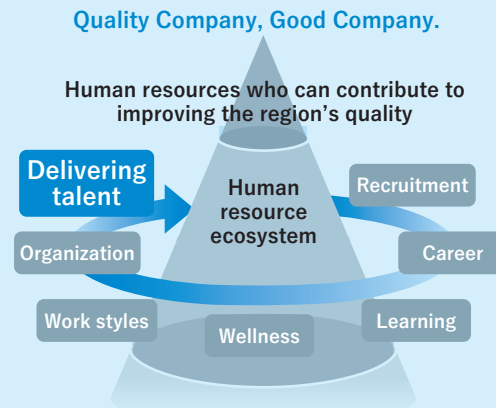 Quality Company, Good Company.
Human resources who can contribute to
improving the region's quality
Delivering
talent
Human
resource
ecosystem
Recruitment
Organization
Career
Work styles
Wellness
Learning